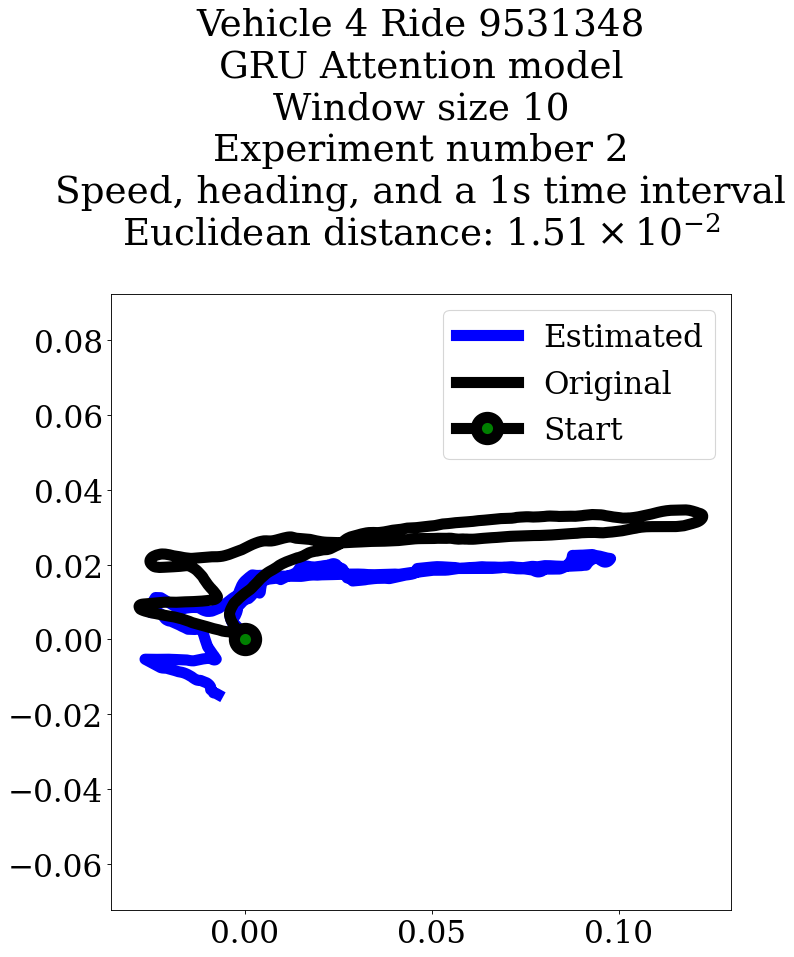 Vehicle 4 Ride 9531348
GRU Attention model
Window size 10
Experiment number 2
Speed, heading, and a 1s time interval
Euclidean distance: 1.51 × 10⁻²
Estimated
Original
Start
0.08
0.06
0.04
0.02
0.00
−0.02
−0.04
−0.06
0.00 0.05 0.10